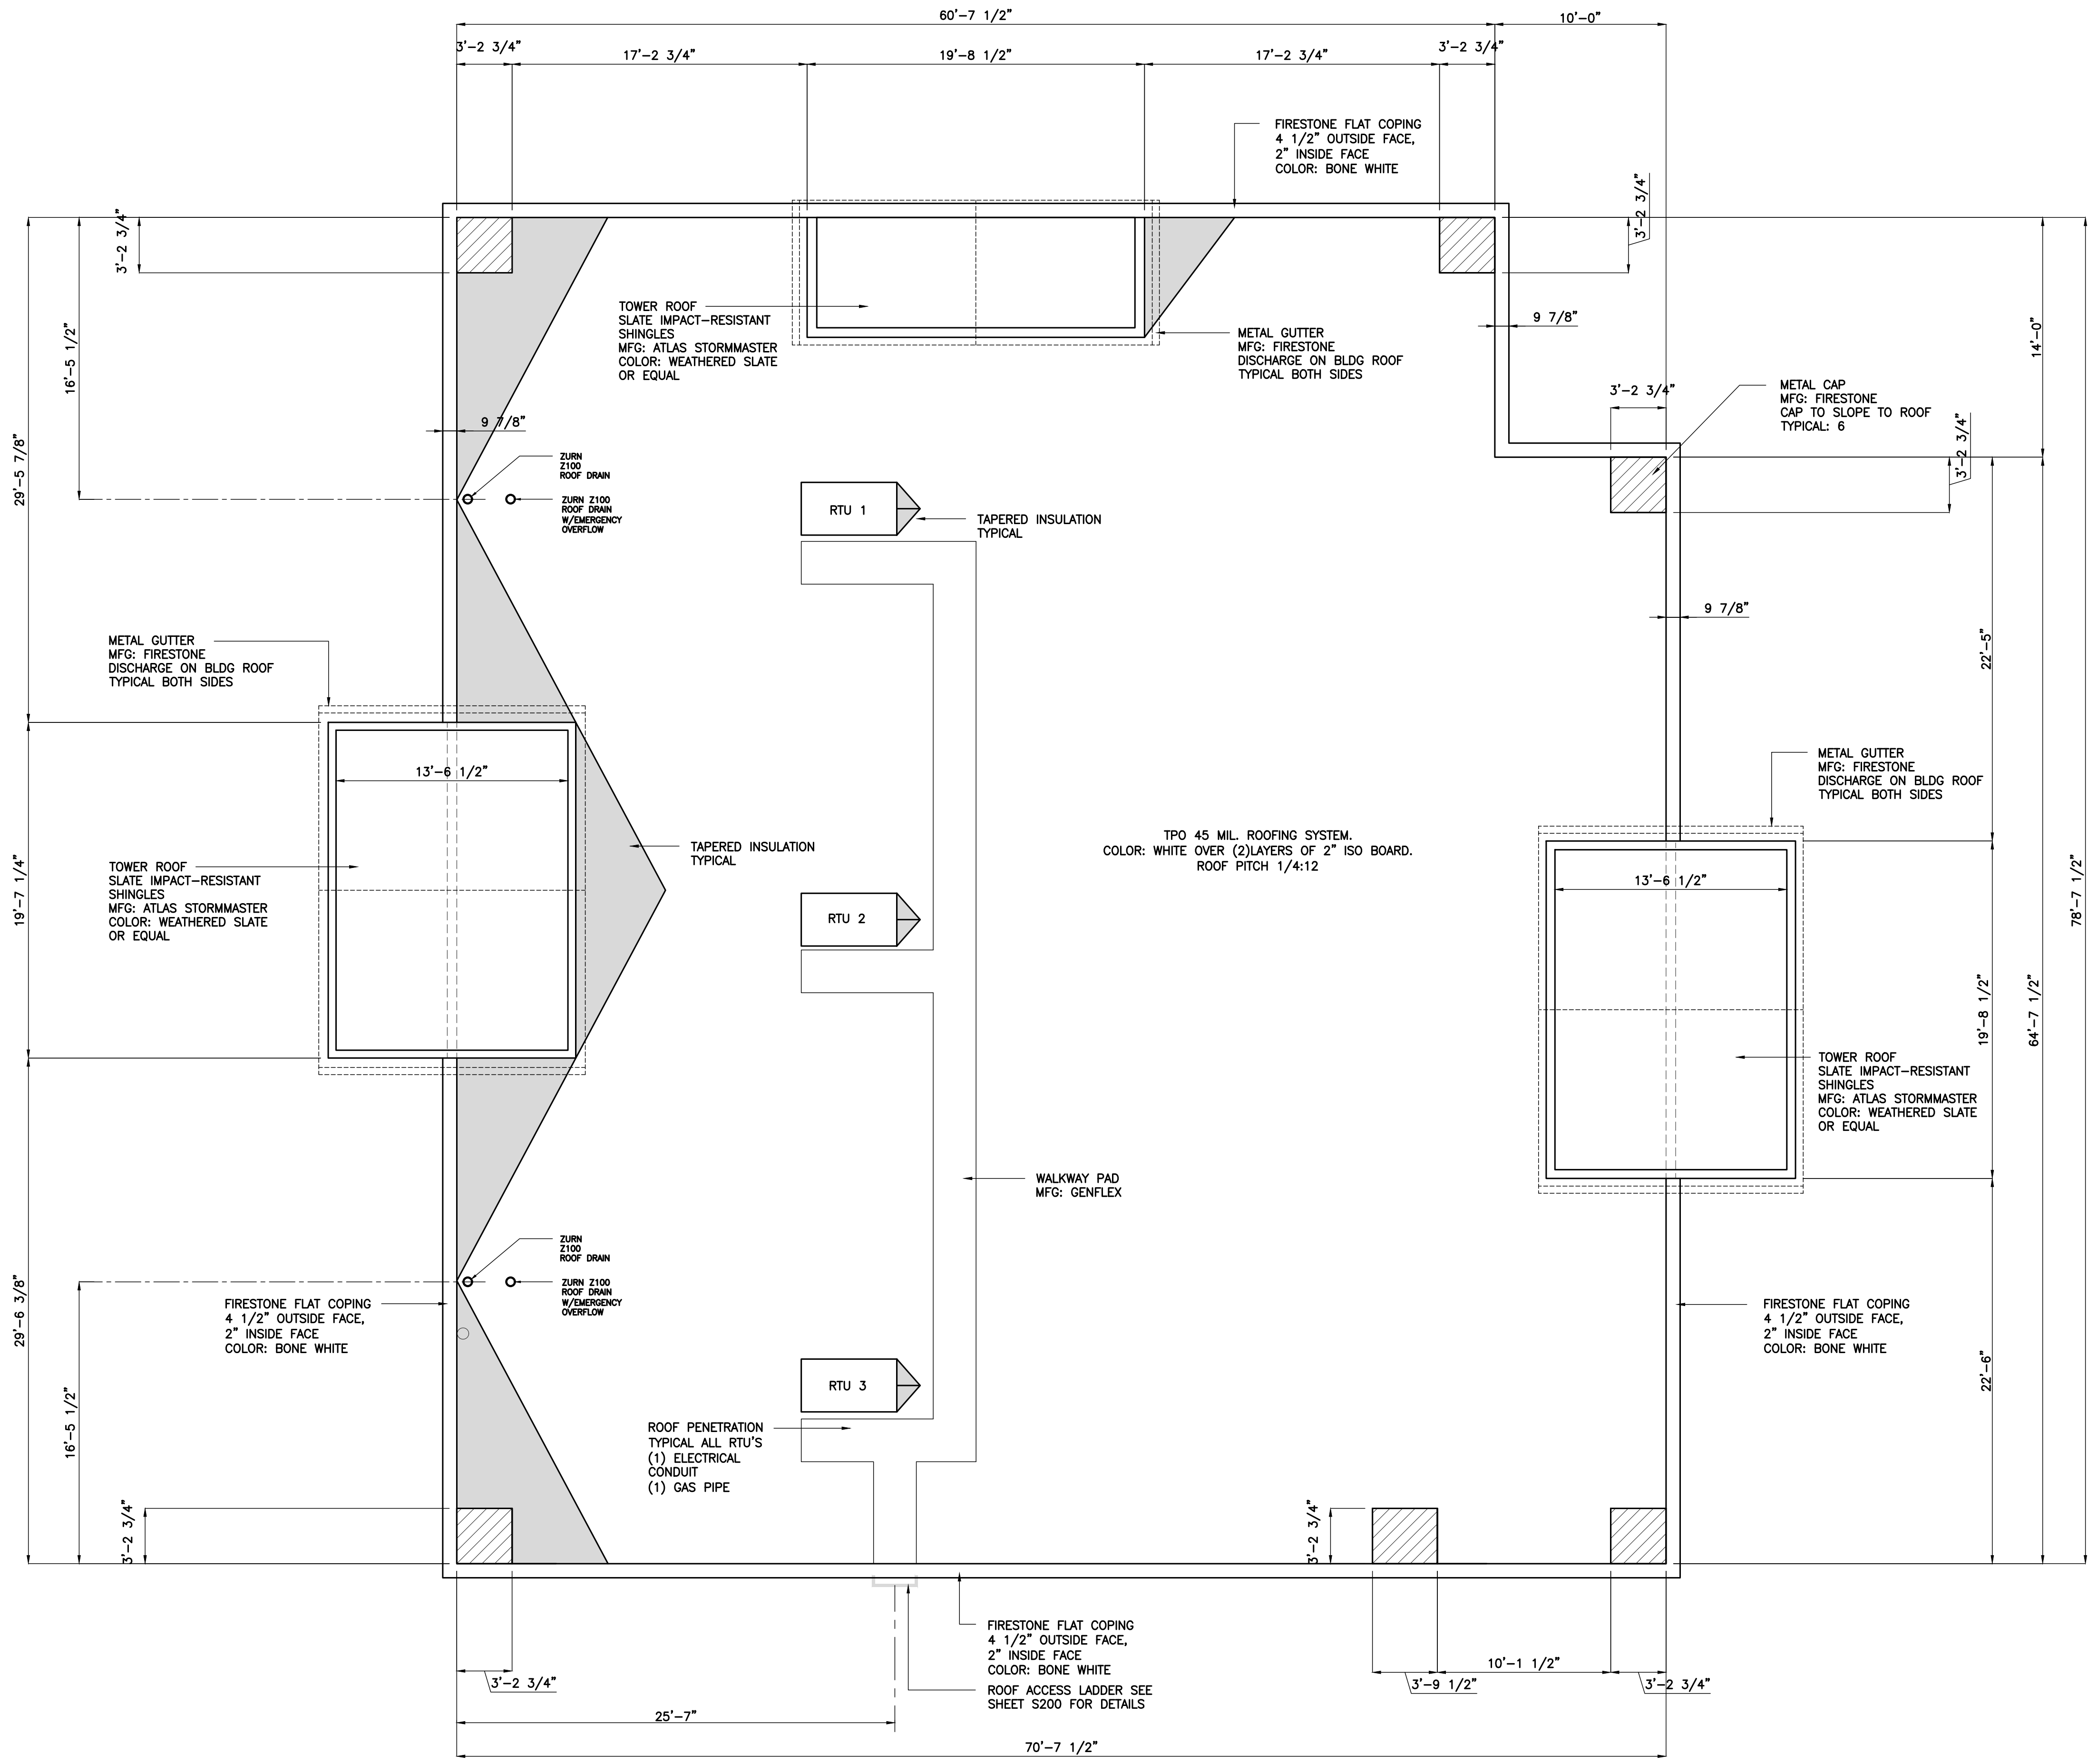 60'-7 1/2"
10'-0"
3'-2 3/4"
17'-2 3/4"
19'-8 1/2"
17'-2 3/4"
3'-2 3/4"
FIRESTONE FLAT COPING
4 1/2" OUTSIDE FACE,
2" INSIDE FACE
COLOR: BONE WHITE
3'-2 3/4"
3'-2 3/4"
16'-5 1/2"
29'-5 7/8"
TOWER ROOF
SLATE IMPACT-RESISTANT
SHINGLES
MFG: ATLAS STORMMASTER
COLOR: WEATHERED SLATE
OR EQUAL
METAL GUTTER
MFG: FIRESTONE
DISCHARGE ON BLDG ROOF
TYPICAL BOTH SIDES
9 7/8"
14'-0"
3'-2 3/4"
METAL CAP
MFG: FIRESTONE
CAP TO SLOPE TO ROOF
TYPICAL: 6
3'-2 3/4"
9 7/8"
ZURN
Z100
ROOF DRAIN
ZURN Z100
ROOF DRAIN
W/EMERGENCY
OVERFLOW
RTU 1
TAPERED INSULATION
TYPICAL
9 7/8"
22'-5"
METAL GUTTER
MFG: FIRESTONE
DISCHARGE ON BLDG ROOF
TYPICAL BOTH SIDES
13'-6 1/2"
METAL GUTTER
MFG: FIRESTONE
DISCHARGE ON BLDG ROOF
TYPICAL BOTH SIDES
TAPERED INSULATION
TYPICAL
TPO 45 MIL. ROOFING SYSTEM.
COLOR: WHITE OVER (2)LAYERS OF 2" ISO BOARD.
ROOF PITCH 1/4:12
TOWER ROOF
SLATE IMPACT-RESISTANT
SHINGLES
MFG: ATLAS STORMMASTER
COLOR: WEATHERED SLATE
OR EQUAL
19'-7 1/4"
RTU 2
13'-6 1/2"
78'-7 1/2"
19'-8 1/2"
64'-7 1/2"
TOWER ROOF
SLATE IMPACT-RESISTANT
SHINGLES
MFG: ATLAS STORMMASTER
COLOR: WEATHERED SLATE
OR EQUAL
WALKWAY PAD
MFG: GENFLEX
ZURN
Z100
ROOF DRAIN
ZURN Z100
ROOF DRAIN
W/EMERGENCY
OVERFLOW
29'-6 3/8"
FIRESTONE FLAT COPING
4 1/2" OUTSIDE FACE,
2" INSIDE FACE
COLOR: BONE WHITE
FIRESTONE FLAT COPING
4 1/2" OUTSIDE FACE,
2" INSIDE FACE
COLOR: BONE WHITE
22'-6"
RTU 3
16'-5 1/2"
ROOF PENETRATION
TYPICAL ALL RTU'S
(1) ELECTRICAL
CONDUIT
(1) GAS PIPE
3'-2 3/4"
3'-2 3/4"
FIRESTONE FLAT COPING
4 1/2" OUTSIDE FACE,
2" INSIDE FACE
COLOR: BONE WHITE
ROOF ACCESS LADDER SEE
SHEET S200 FOR DETAILS
3'-2 3/4"
10'-1 1/2"
3'-9 1/2"
3'-2 3/4"
25'-7"
70'-7 1/2"